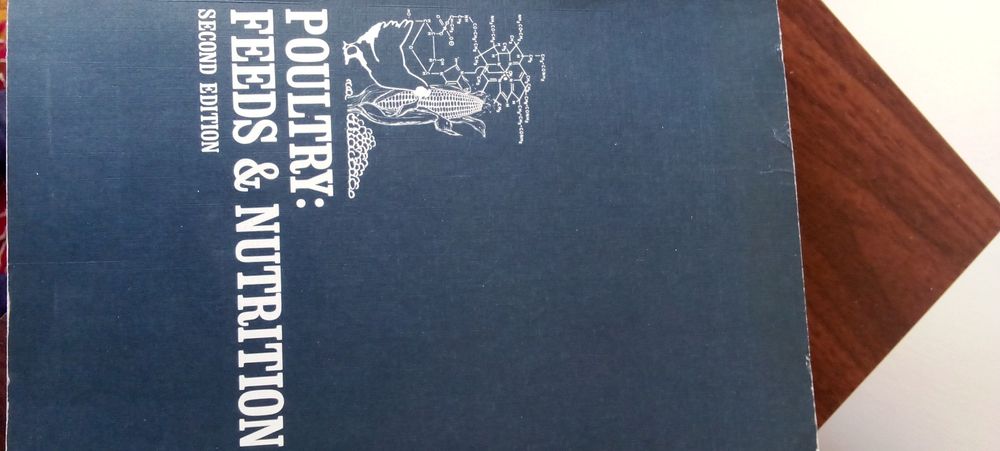 POULTRY:
FEEDS & NUTRITION
SECOND EDITION